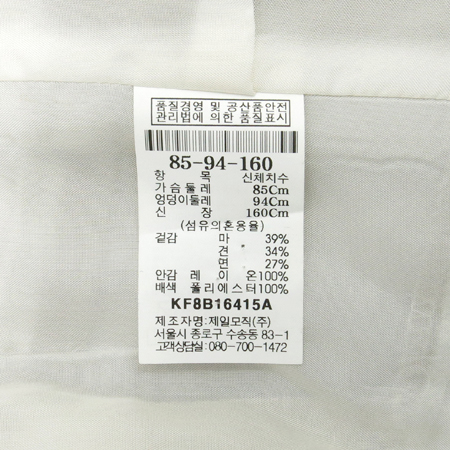 품질경영 및 공산품안전
관리법에 의한 품질표시
85-94-160
항 목 신체치수
가슴둘레 85Cm
엉덩이둘레 94Cm
신 장 160Cm
(섬유의혼용율)
겉감 마 39%
견 34%
면 27%
안감 레 이 온100%
배색 폴리에스터100%
KF8B16415A
제조자명:제일모직(주)
서울시 종로구 수송동 83-1
고객상담실:080-700-1472